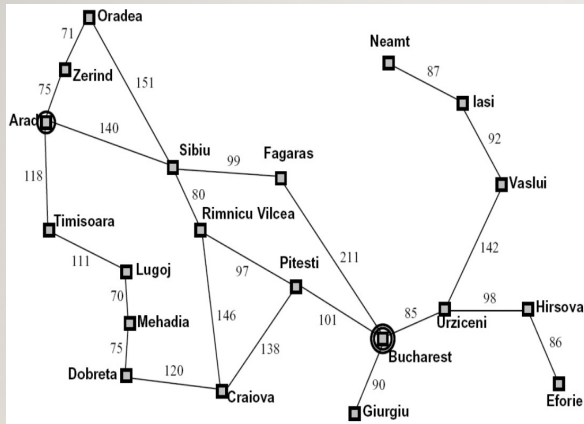 Oradea
71
Neamt
87
Zerind
75
151
Iasi
Arad
140
92
Sibiu
99
Fagaras
118
80
Vaslui
Timisoara
Rimnicu Vilcea
111
97
Pitesti
211
142
Lugoj
70
146
101
85
98
Hirsova
Mehadia
138
Urziceni
75
86
120
Bucharest
Dobreta
90
Craiova
Giurgiu
Eforie